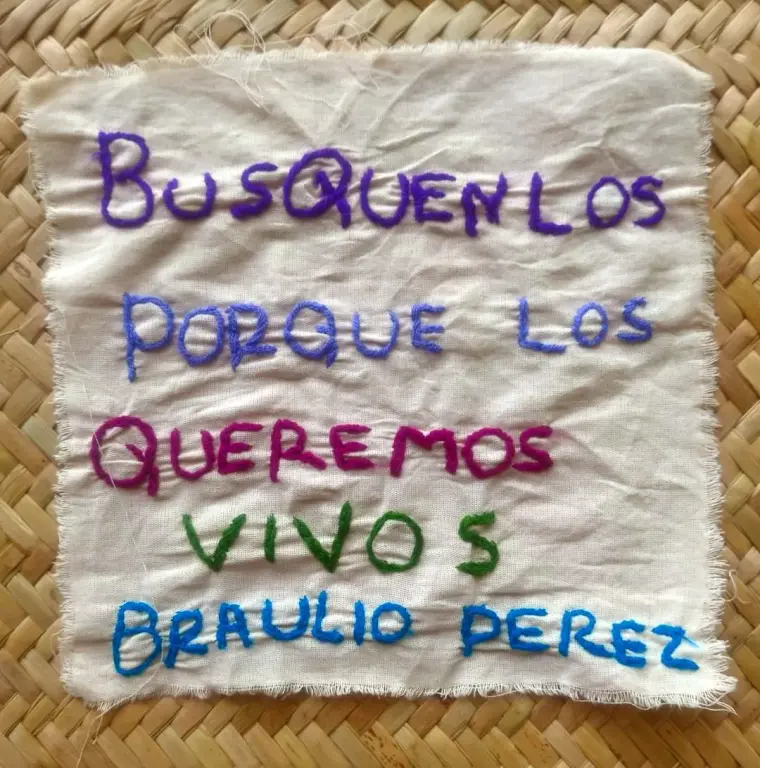 BUSQUENLOS
PORQUE LOS
QUEREMOS
VIVOS
BRAULIO PEREZ